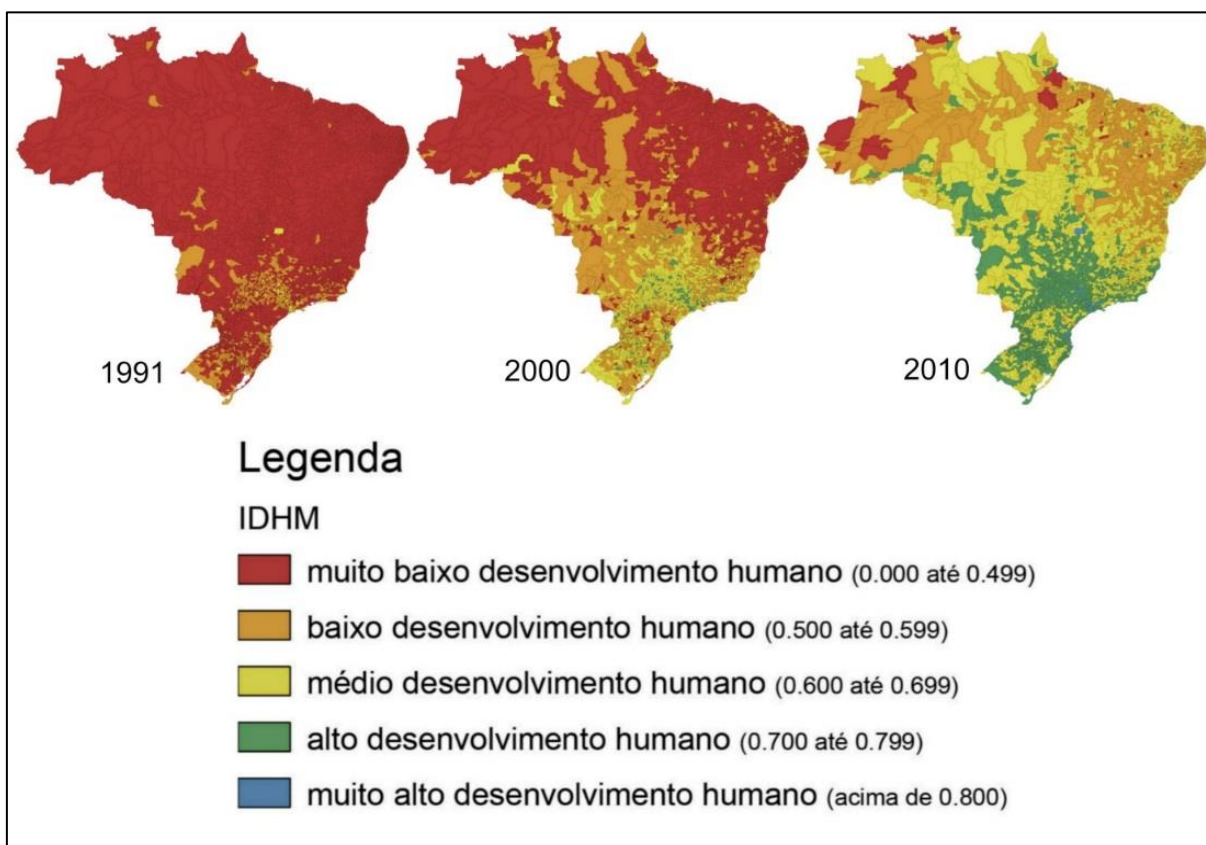 1991
2000
2010
Legenda
IDHM
muito baixo desenvolvimento humano (0.000 até 0.499)
baixo desenvolvimento humano (0.500 até 0.599)
médio desenvolvimento humano (0.600 até 0.699)
alto desenvolvimento humano (0.700 até 0.799)
muito alto desenvolvimento humano (acima de 0.800)